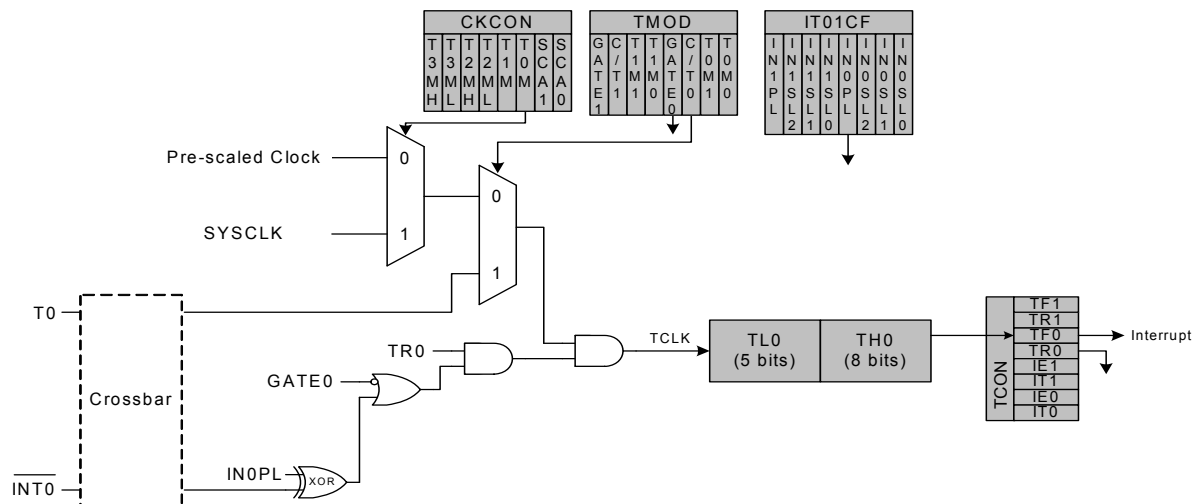 CKCON
T3MH T3ML T2MH T2ML T1M T0M SCA1 SCA0
TMOD
GATE1 C/T1 T1M1 T1M0 GATE0 C/T0 T0M1 T0M0
IT01CF
IN1PL IN1SL2 IN1SL1 IN1SL0 IN0PL IN0SL2 IN0SL1 IN0SL0
Pre-scaled Clock
0
SYSCLK
1
0
1
T0
Crossbar
INT0
TR0
GATE0
IN0PL
XOR
TCLK
TL0
(5 bits)
TH0
(8 bits)
TCON
TF1
TR1
TF0
TR0
IE1
IT1
IE0
IT0
Interrupt